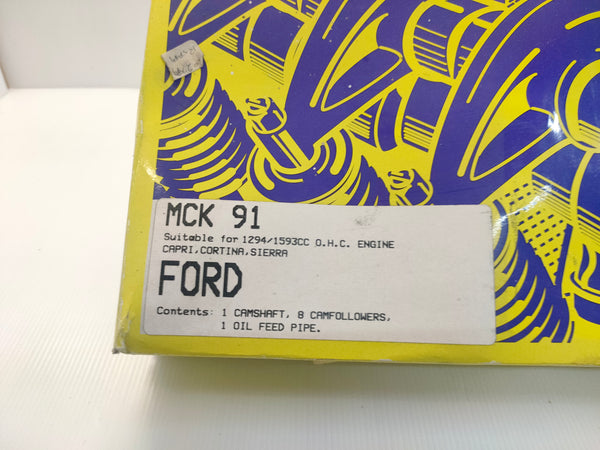 MCK 91
Suitable for 1294/1593CC O.H.C. ENGINE
CAPRI,CORTINA,SIERRA
FORD
Contents: 1 CAMSHAFT, 8 CAMFOLLOWERS,
1 OIL FEED PIPE.